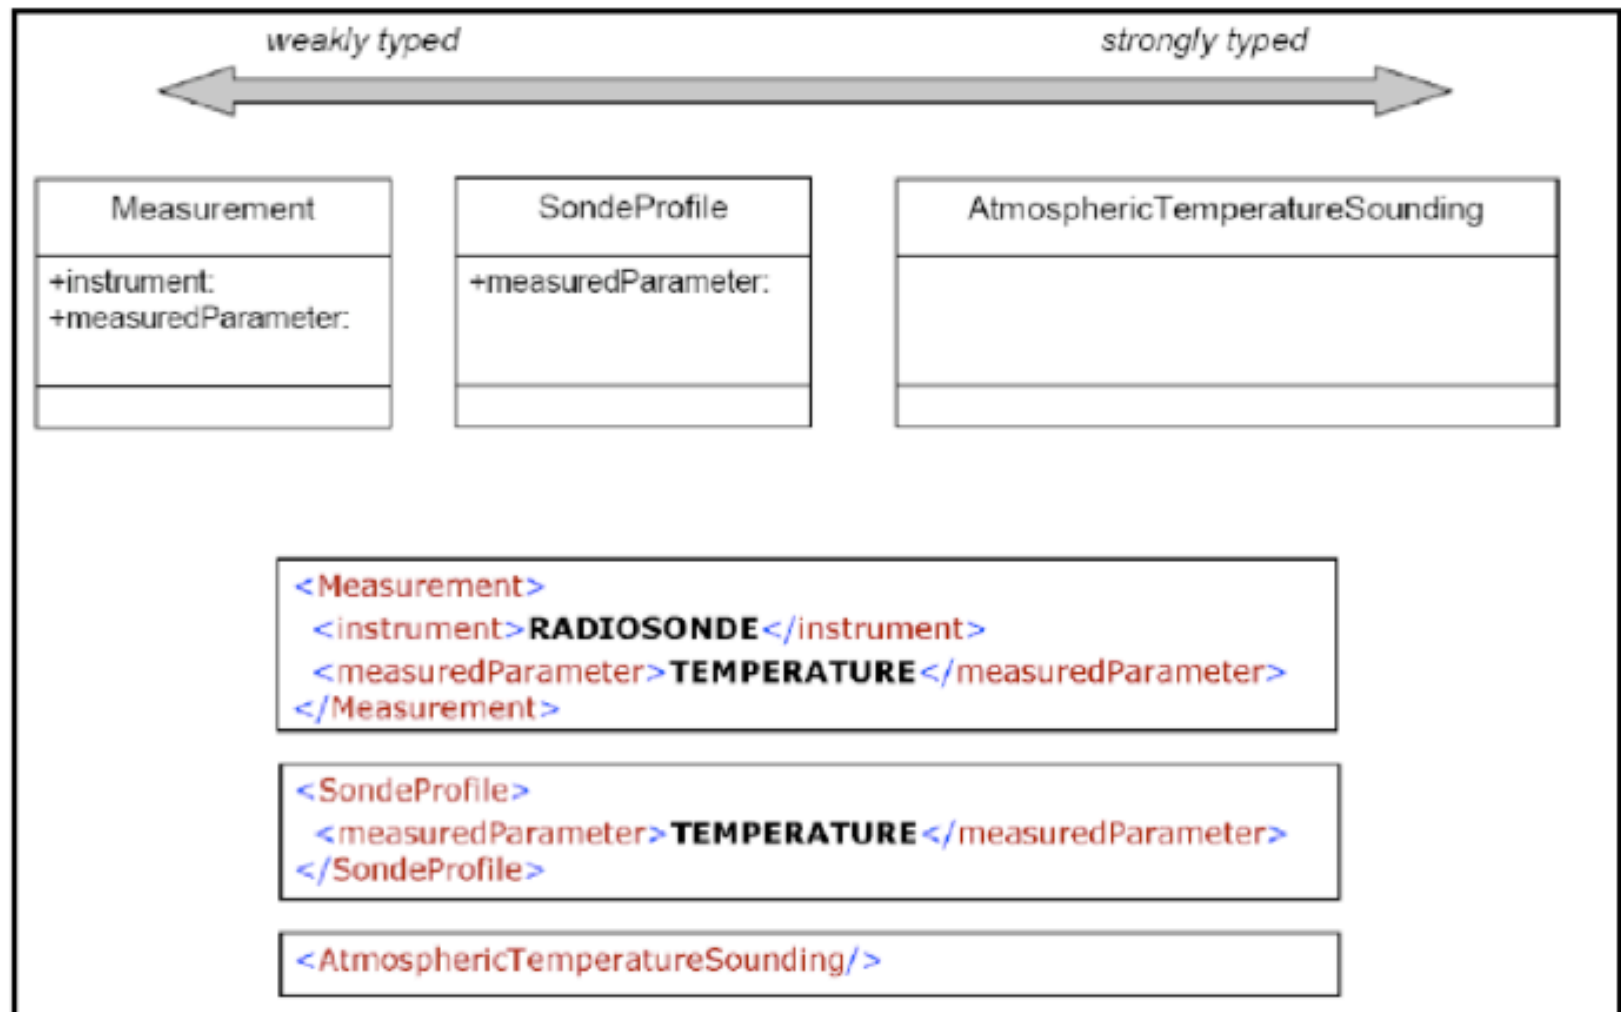 weakly typed
strongly typed
Measurement
+instrument:
+measuredParameter:
SondeProfile
+measuredParameter:
AtmosphericTemperatureSounding
<Measurement>
<instrument>RADIOSONDE</instrument>
<measuredParameter>TEMPERATURE</measuredParameter>
</Measurement>
<SondeProfile>
<measuredParameter>TEMPERATURE</measuredParameter>
</SondeProfile>
<AtmosphericTemperatureSounding/>